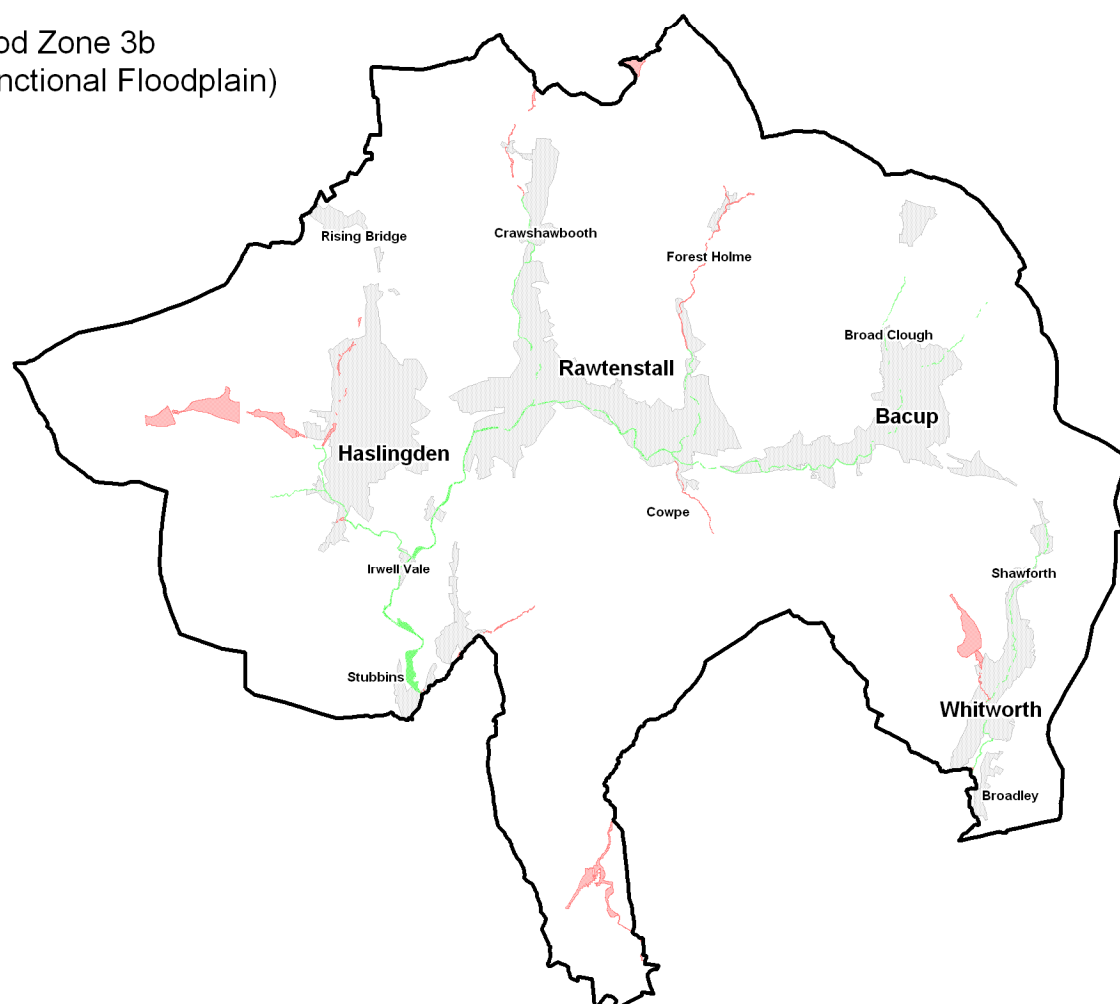 od Zone 3b
nctional Floodplain)
Rising Bridge
Crawshawbooth
Forest Holme
Broad Clough
Rawtenstall
Bacup
Haslingden
Cowpe
Irwell Vale
Shawforth
Stubbins
Whitworth
Broadley